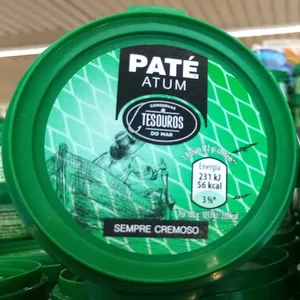 PATÉ
ATUM
CONSERVAS
TESOUROS
DO MAR
Energia
231 kJ
56 kcal
3 %*
SEMPRE CREMOSO